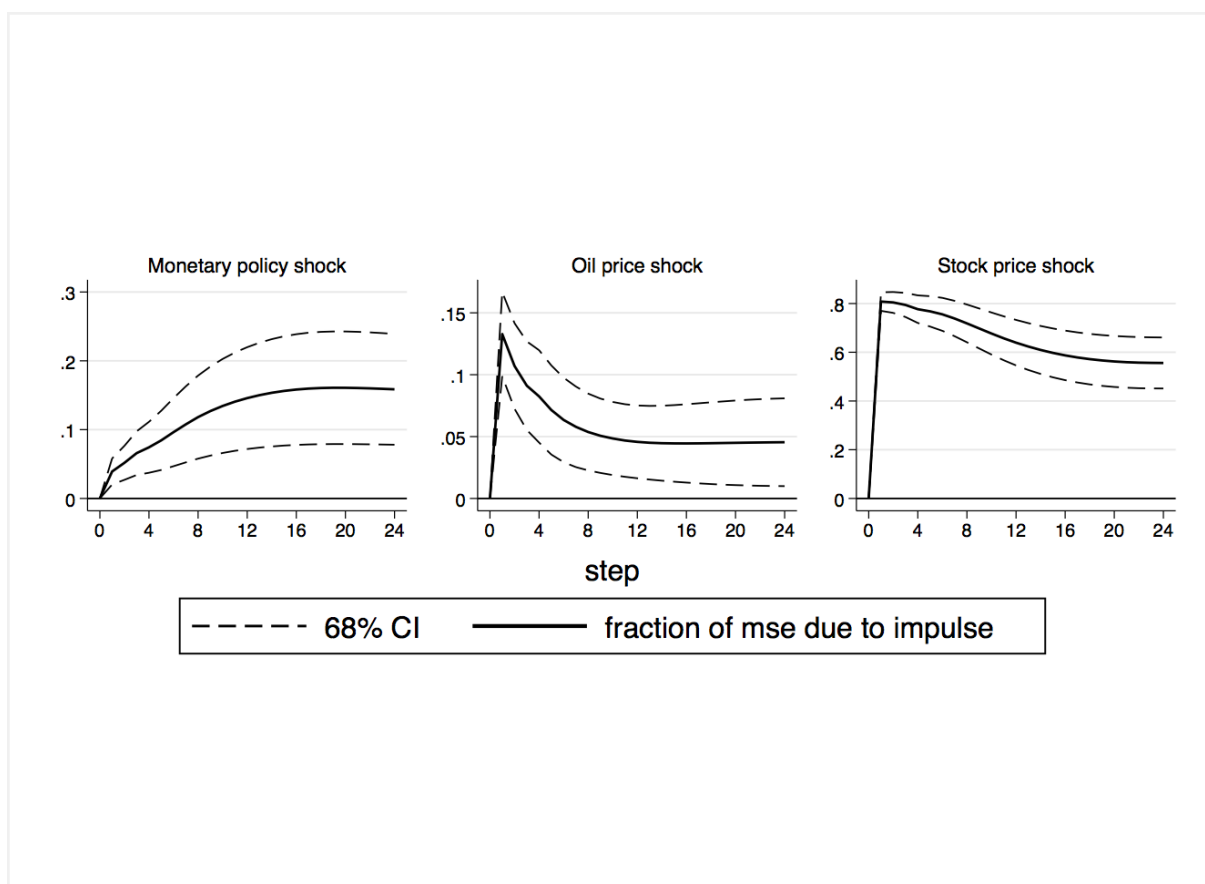 Monetary policy shock
.3
.2
.1
0
0 4 8 12 16 20 24
Oil price shock
.15
.1
.05
0
0 4 8 12 16 20 24
Stock price shock
.8
.6
.4
.2
0
0 4 8 12 16 20 24
step
68% CI fraction of mse due to impulse